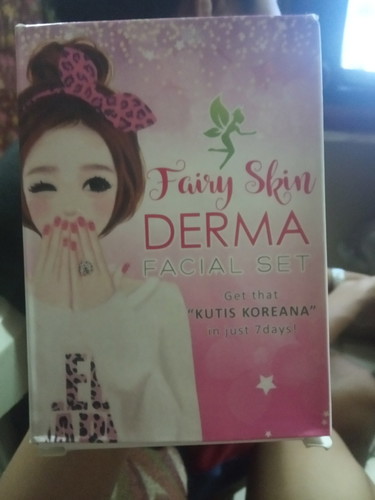 Fairy Skin
DERMA
FACIAL SET
Get that
"KUTIS KOREANA"
in just 7days!